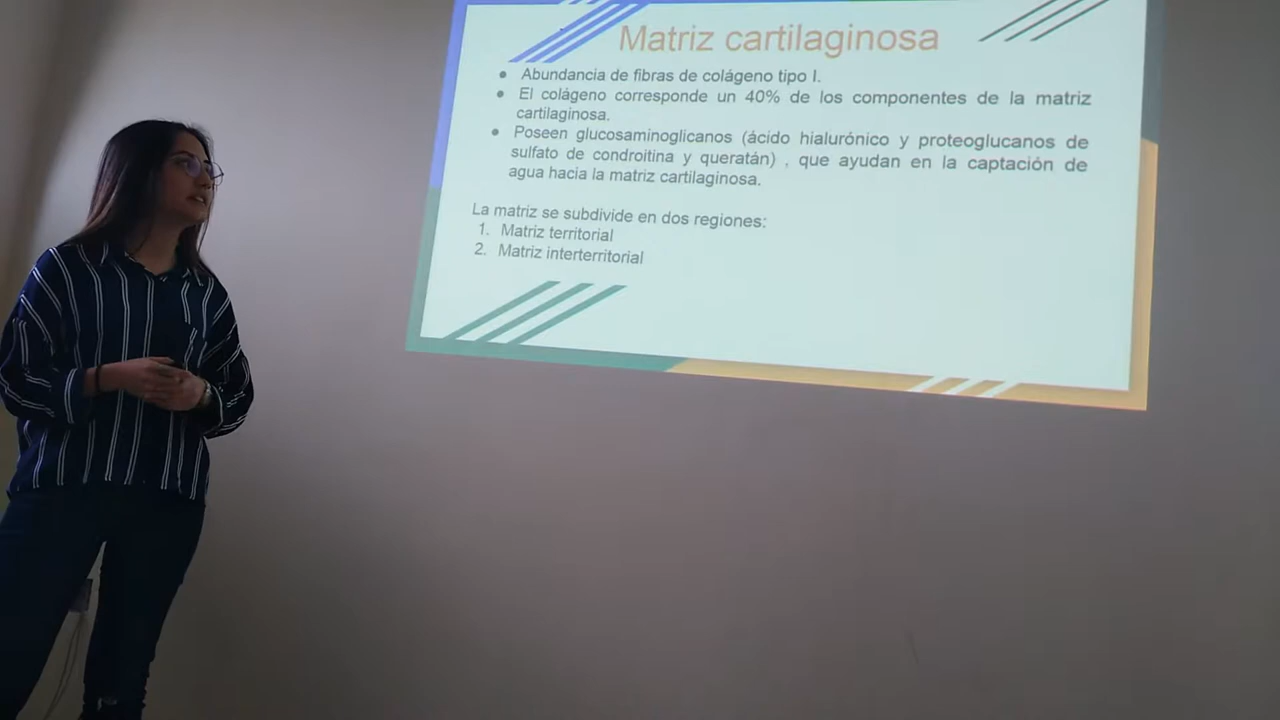 Matriz cartilaginosa
● Abundancia de fibras de colágeno tipo I.
● El colágeno corresponde un 40% de los componentes de la matriz
cartilaginosa.
● Poseen glucosaminoglicanos (ácido hialurónico y proteoglucanos de
sulfato de condroitina y queratán) , que ayudan en la captación de
agua hacia la matriz cartilaginosa.
La matriz se subdivide en dos regiones:
1. Matriz territorial
2. Matriz interterritorial